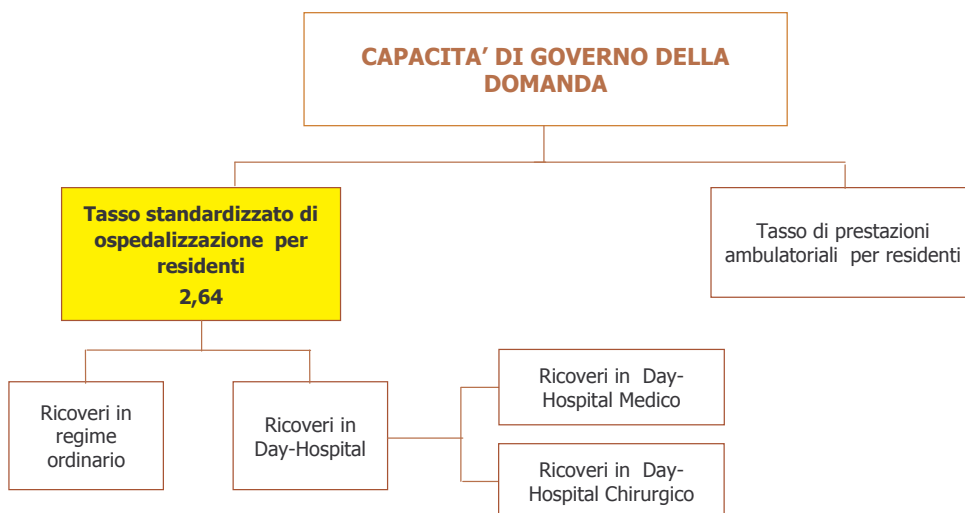 CAPACITA’ DI GOVERNO DELLA
DOMANDA
Tasso standardizzato di
ospedalizzazione per
residenti
2,64
Tasso di prestazioni
ambulatoriali per residenti
Ricoveri in
regime
ordinario
Ricoveri in
Day-Hospital
Ricoveri in Day-
Hospital Medico
Ricoveri in Day-
Hospital Chirurgico